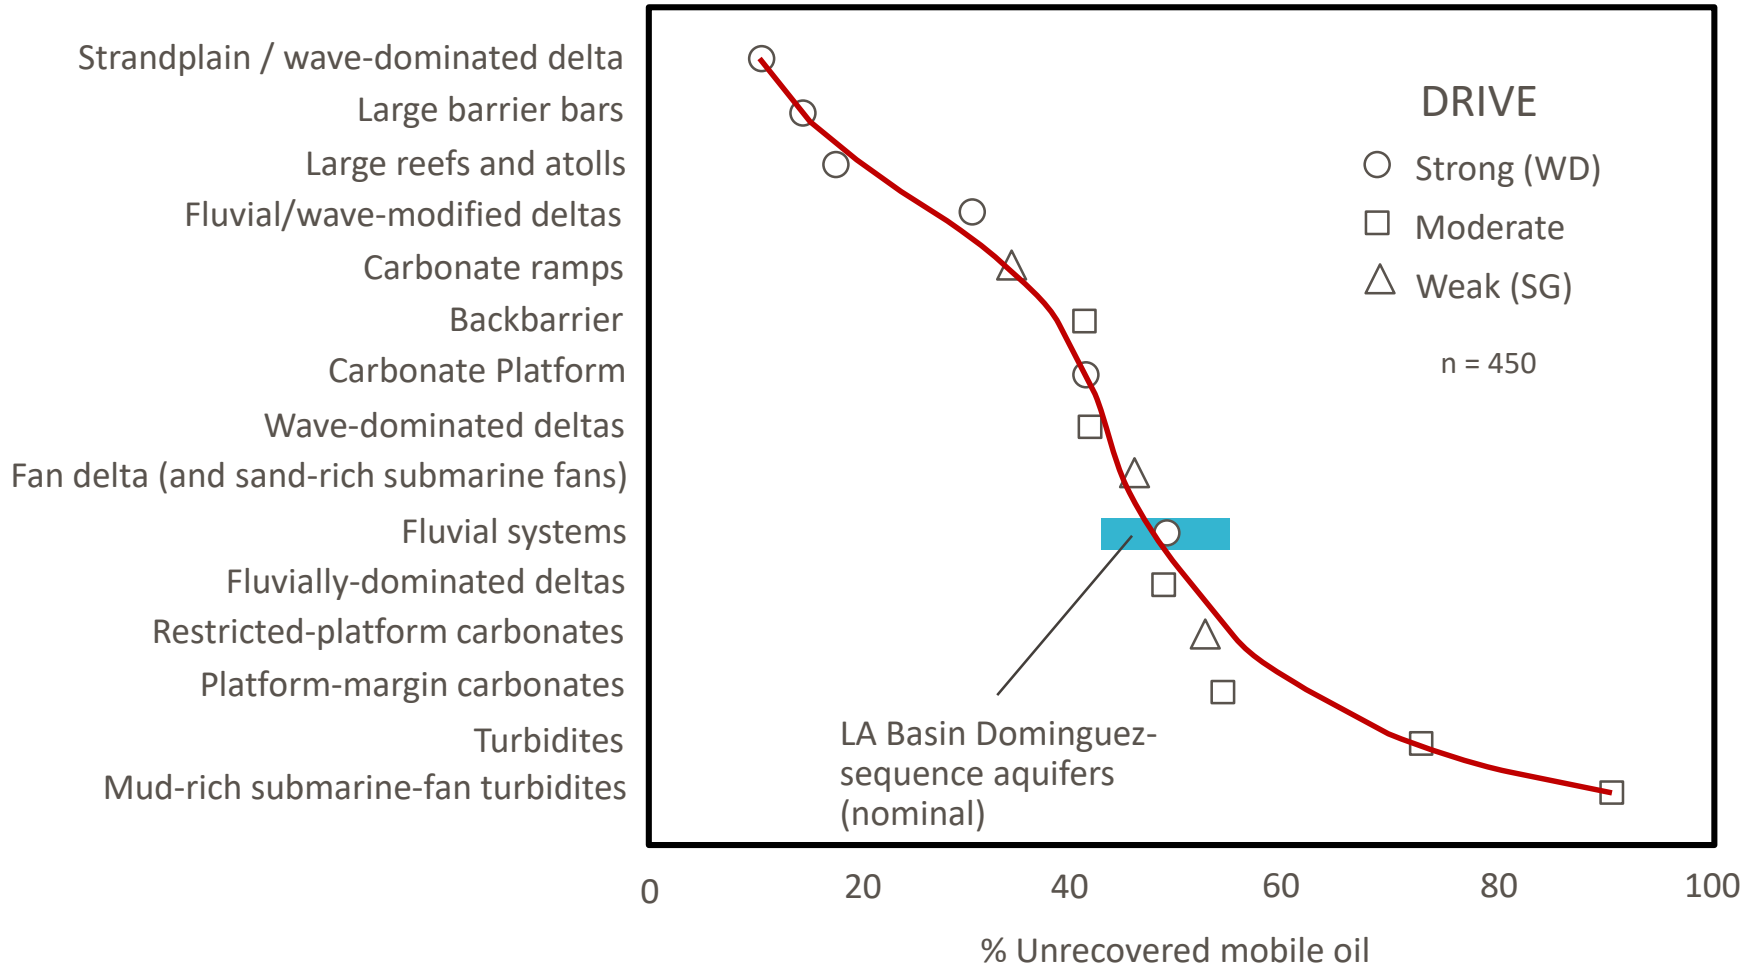 Strandplain / wave-dominated delta
Large barrier bars
Large reefs and atolls
Fluvial/wave-modified deltas
Carbonate ramps
Backbarrier
Carbonate Platform
Wave-dominated deltas
Fan delta (and sand-rich submarine fans)
Fluvial systems
Fluvially-dominated deltas
Restricted-platform carbonates
Platform-margin carbonates
Turbidites
Mud-rich submarine-fan turbidites
DRIVE
Strong (WD)
Moderate
Weak (SG)
n = 450
LA Basin Dominguez-
sequence aquifers
(nominal)
0 20 40 60 80 100
% Unrecovered mobile oil